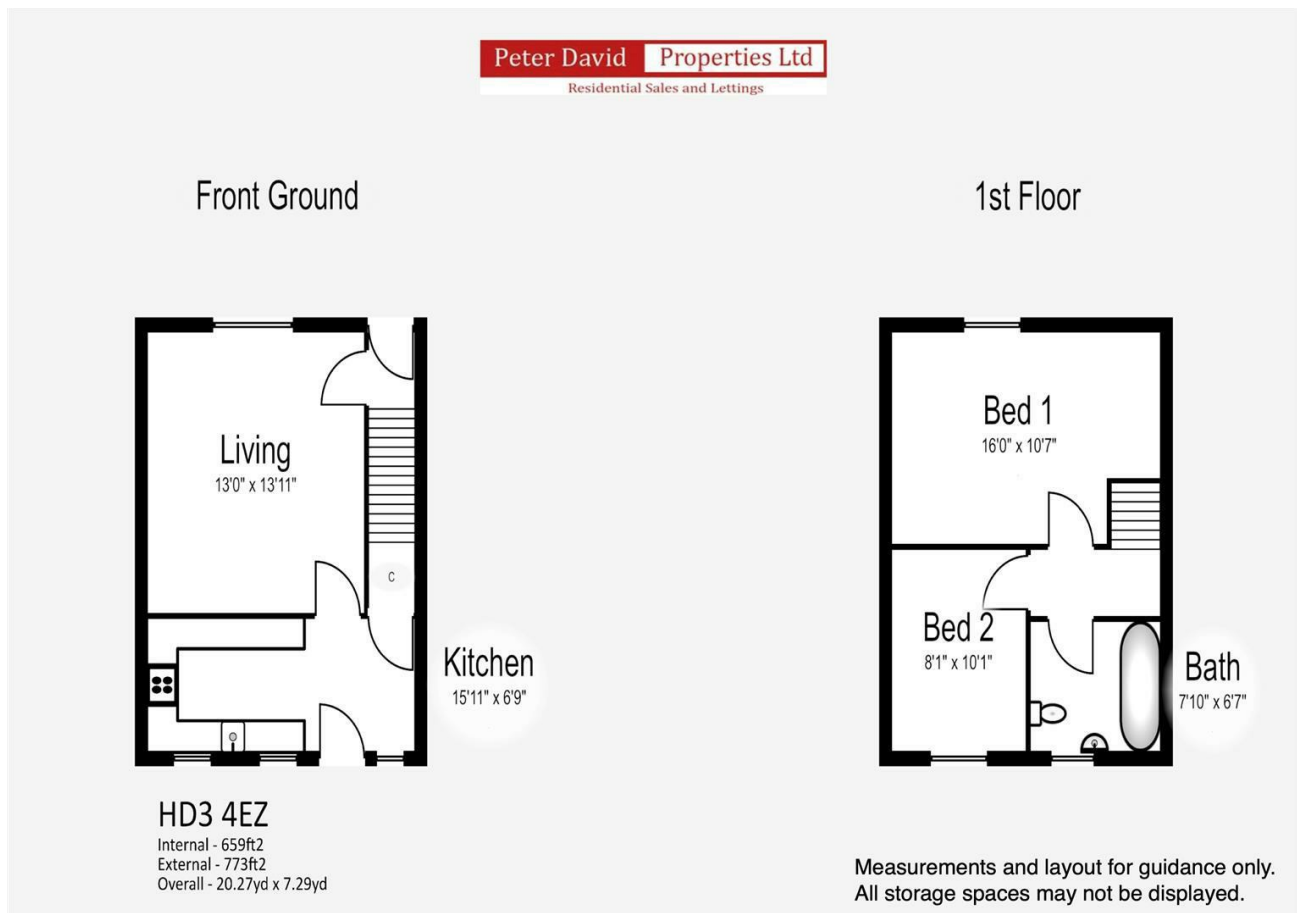 Peter David Properties Ltd
Residential Sales and Lettings
Front Ground
1st Floor
Living
13'0" x 13'11"
C
Kitchen
15'11" x 6'9"
Bed 1
16'0" x 10'7"
Bed 2
8'1" x 10'1"
Bath
7'10" x 6'7"
HD3 4EZ
Internal - 659ft2
External - 773ft2
Overall - 20.27yd x 7.29yd
Measurements and layout for guidance only.
All storage spaces may not be displayed.